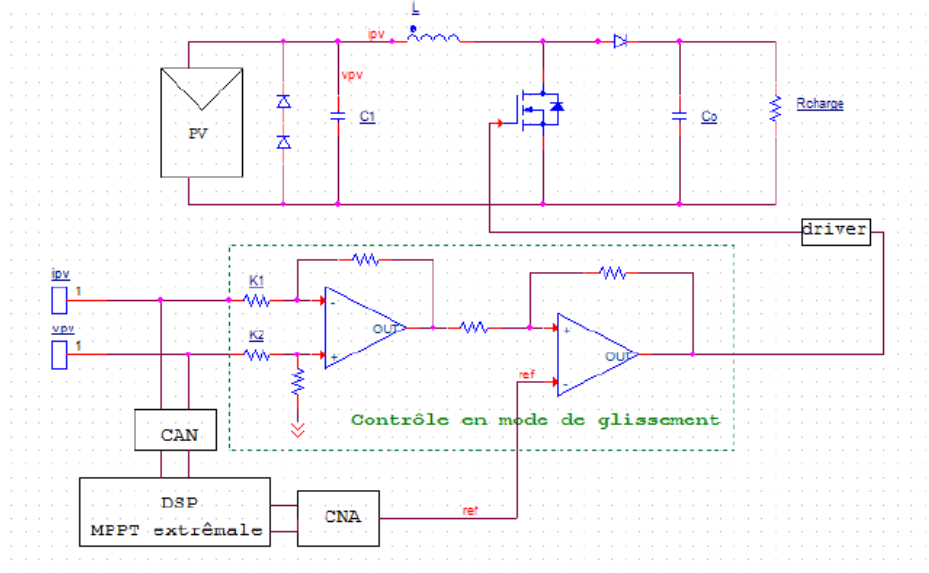 L
ipv
vpv
PV
C1
Co
Rcharge
driver
ipv
1
K1
-
OUT
+
vpv
1
K2
+
OUT
-
ref
Contrôle en mode de glissement
CAN
DSP
MPPT extrêmale
CNA
ref